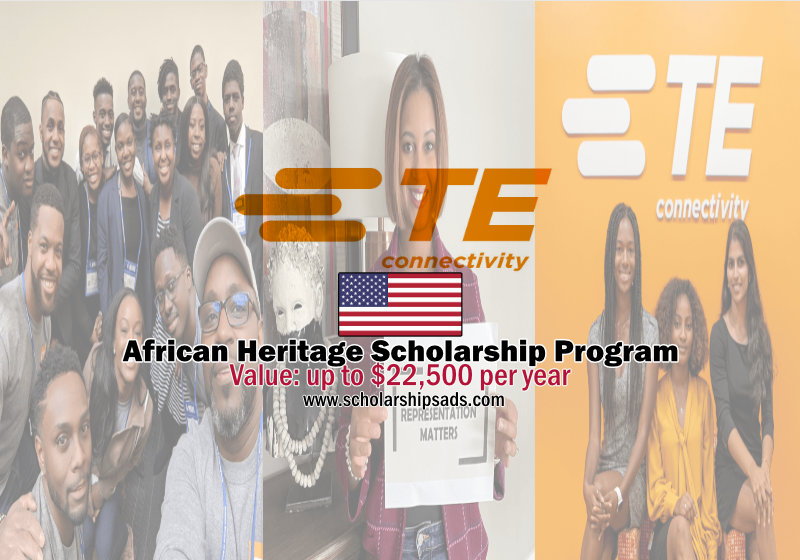 TE
connectivity
TE
connectivity
African Heritage Scholarship Program
Value: up to $22,500 per year
www.scholarshipsads.com
REPRESENTATION
MATTERS